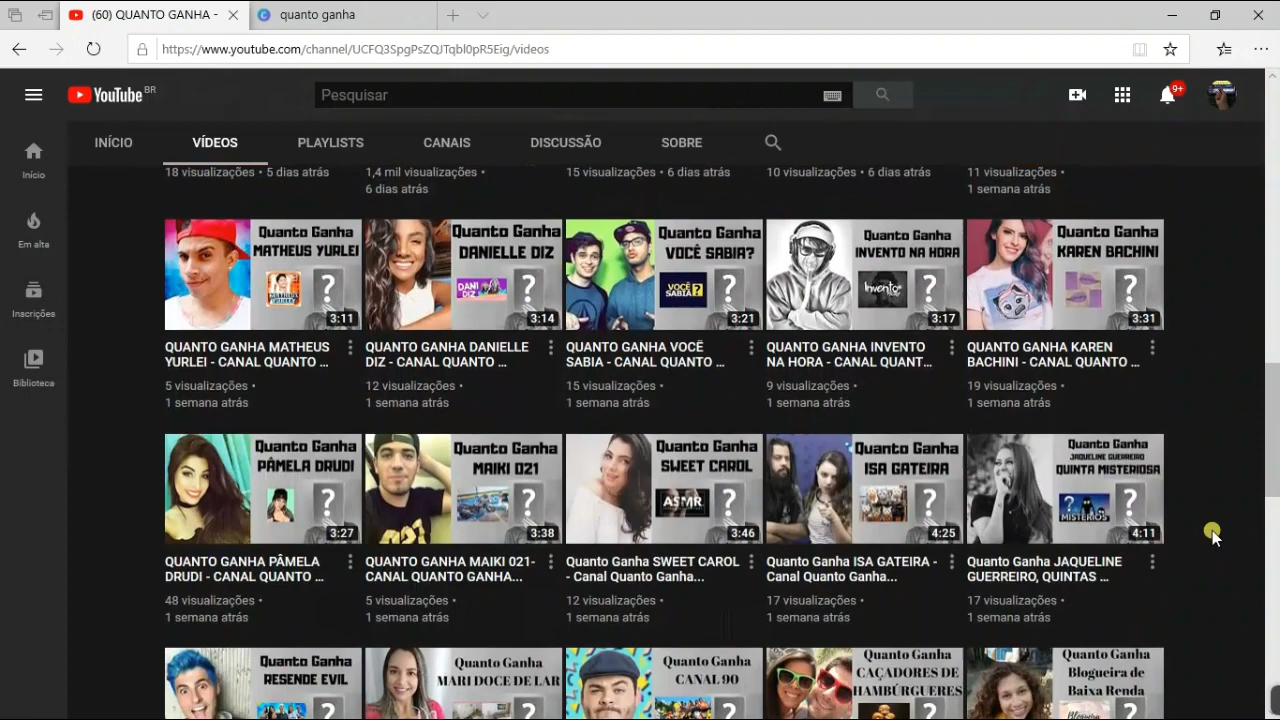 (60) QUANTO GANHA -
quanto ganha
https://www.youtube.com/channel/UCFQ3SpgPsZQJTqbl0pR5Eig/videos
YouTube BR
Pesquisar
9+
INÍCIO VÍDEOS PLAYLISTS CANAIS DISCUSSÃO SOBRE
Início
Em alta
Inscrições
Biblioteca
18 visualizações • 5 dias atrás
1,4 mil visualizações •
6 dias atrás
15 visualizações • 6 dias atrás
10 visualizações • 6 dias atrás
11 visualizações •
1 semana atrás
Quanto Ganha
MATHEUS YURLEI
?
3:11
QUANTO GANHA MATHEUS
YURLEI - CANAL QUANTO ...
5 visualizações •
1 semana atrás
Quanto Ganha
DANIELLE DIZ
DANI
DIZ
?
3:14
QUANTO GANHA DANIELLE
DIZ - CANAL QUANTO ...
12 visualizações •
1 semana atrás
Quanto Ganha
VOCÊ SABIA?
VOCÊ
SABIA?
?
3:21
QUANTO GANHA VOCÊ
SABIA - CANAL QUANTO ...
15 visualizações •
1 semana atrás
Quanto Ganha
INVENTO NA HORA
Invento
?
3:17
QUANTO GANHA INVENTO
NA HORA - CANAL QUANT...
9 visualizações •
1 semana atrás
Quanto Ganha
KAREN BACHINI
?
3:31
QUANTO GANHA KAREN
BACHINI - CANAL QUANTO ...
19 visualizações •
1 semana atrás
Quanto Ganha
PÂMELA DRUDI
?
3:27
QUANTO GANHA PÂMELA
DRUDI - CANAL QUANTO ...
48 visualizações •
1 semana atrás
Quanto Ganha
MAIKI 021
?
3:38
QUANTO GANHA MAIKI 021-
CANAL QUANTO GANHA...
5 visualizações •
1 semana atrás
Quanto Ganha
SWEET CAROL
ASMR
?
3:46
Quanto Ganha SWEET CAROL
- Canal Quanto Ganha...
12 visualizações •
1 semana atrás
Quanto Ganha
ISA GATEIRA
?
4:25
Quanto Ganha ISA GATEIRA -
Canal Quanto Ganha...
17 visualizações •
1 semana atrás
Quanto Ganha
JAQUELINE GUERREIRO
QUINTA MISTERIOSA
?
MISTÉRIOS
?
4:11
Quanto Ganha JAQUELINE
GUERREIRO, QUINTAS ...
17 visualizações •
1 semana atrás
Quanto Ganha
RESENDE EVIL
?
Quanto Ganha
MARI DOCE DE LAR
?
Quanto Ganha
CANAL 90
?
Quanto Ganha
CAÇADORES DE
HAMBÚRGUERES
?
Quanto Ganha
Blogueira de
Baixa Renda
Blogueira
?